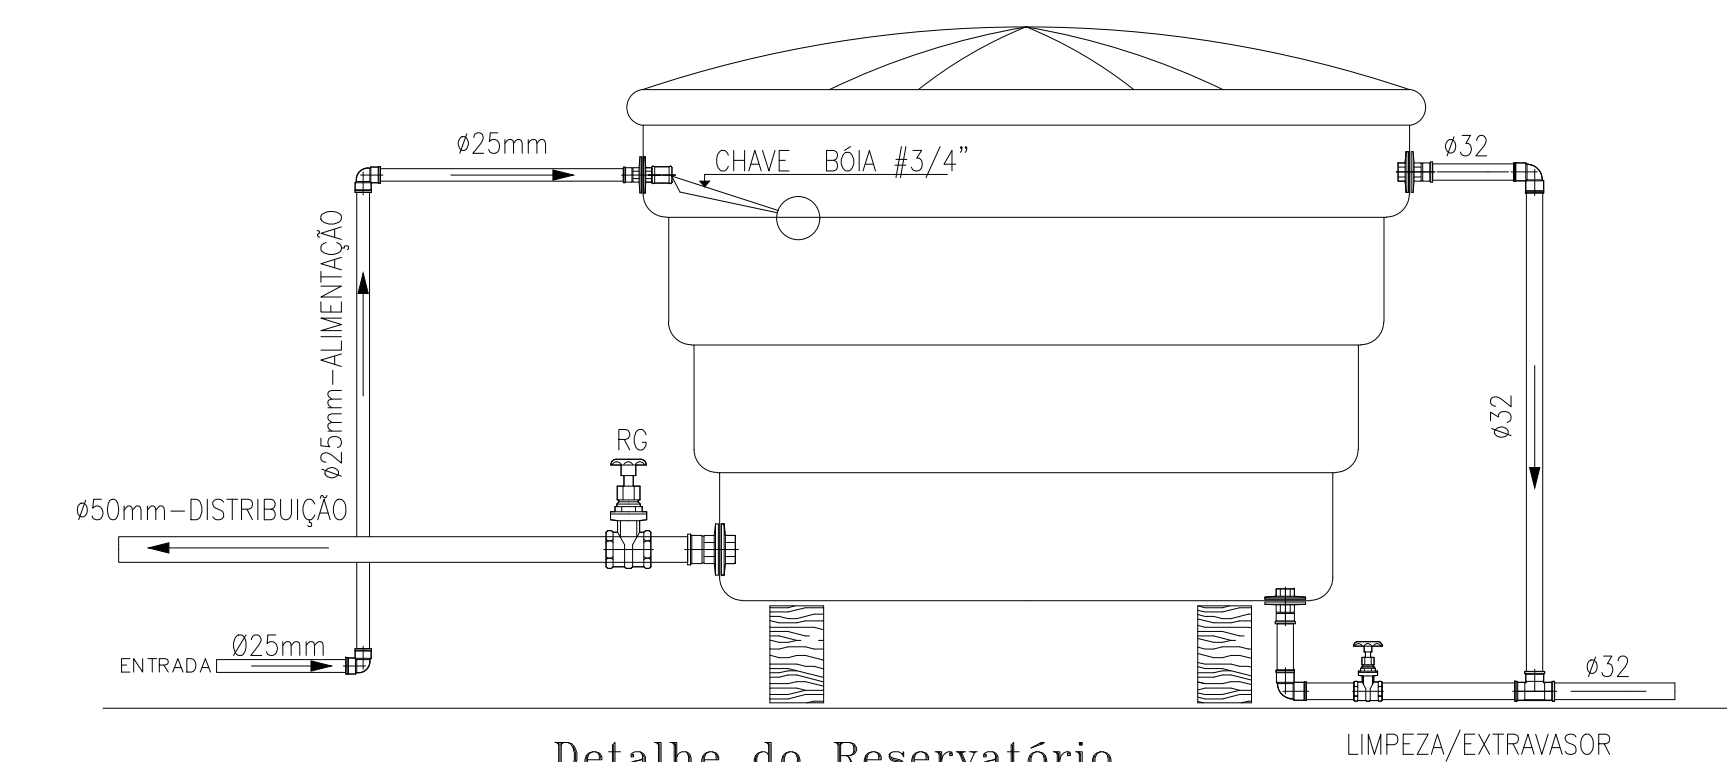 ø25mm
CHAVE BÓIA #3/4”
ø32
ø25mm-ALIMENTAÇÃO
ø32
RG
ø50mm-DISTRIBUIÇÃO
Ø25mm
ENTRADA
ø32
Detalhe do Reservatório
LIMPEZA/EXTRAVASOR